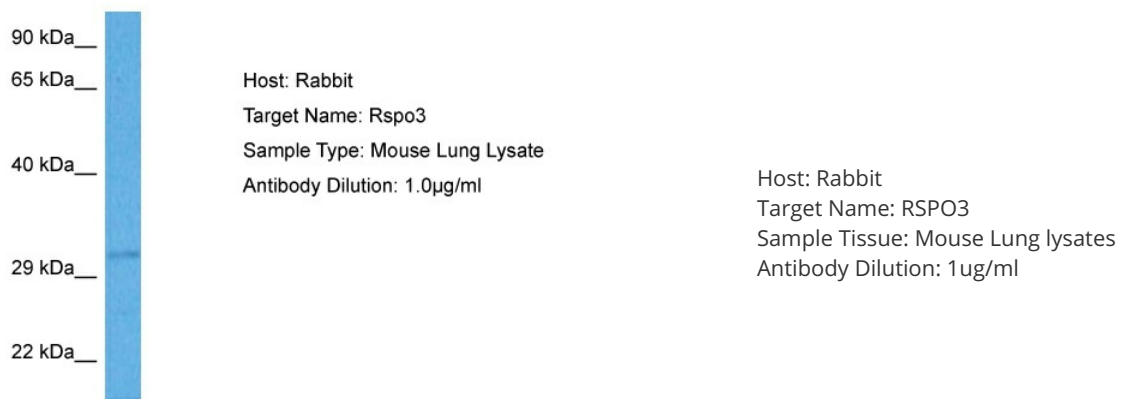 90 kDa__
65 kDa__
40 kDa__
29 kDa__
22 kDa__
Host: Rabbit
Target Name: Rspo3
Sample Type: Mouse Lung Lysate
Antibody Dilution: 1.0µg/ml
Host: Rabbit
Target Name: RSPO3
Sample Tissue: Mouse Lung lysates
Antibody Dilution: 1ug/ml